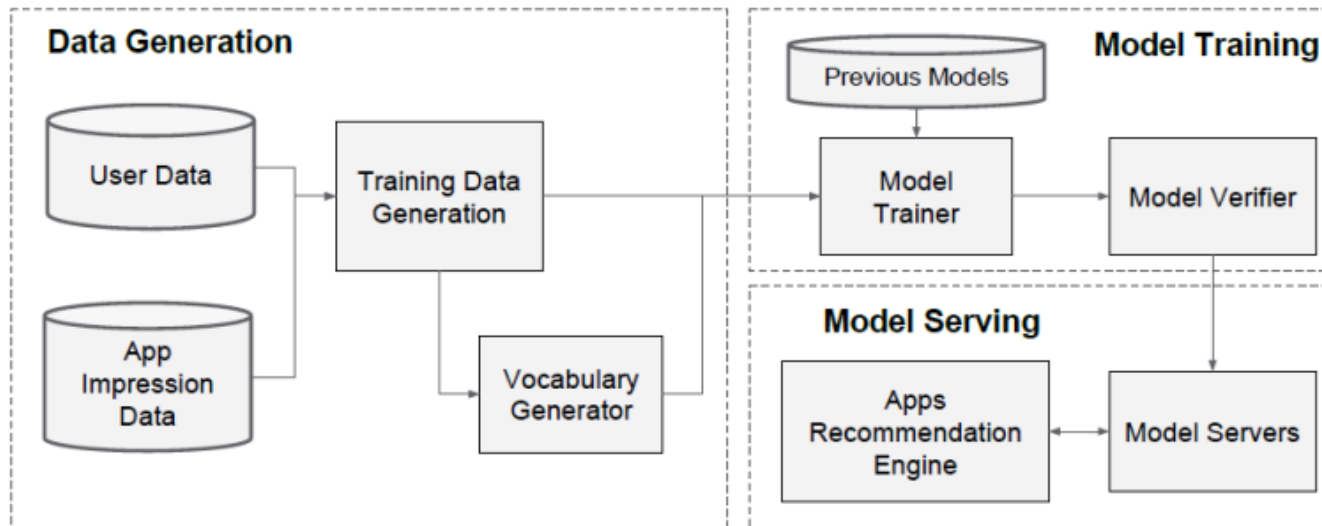 Data Generation
User Data
App
Impression
Data
Training Data
Generation
Vocabulary
Generator
Model Training
Previous Models
Model
Trainer
Model Verifier
Model Serving
Apps
Recommendation
Engine
Model Servers